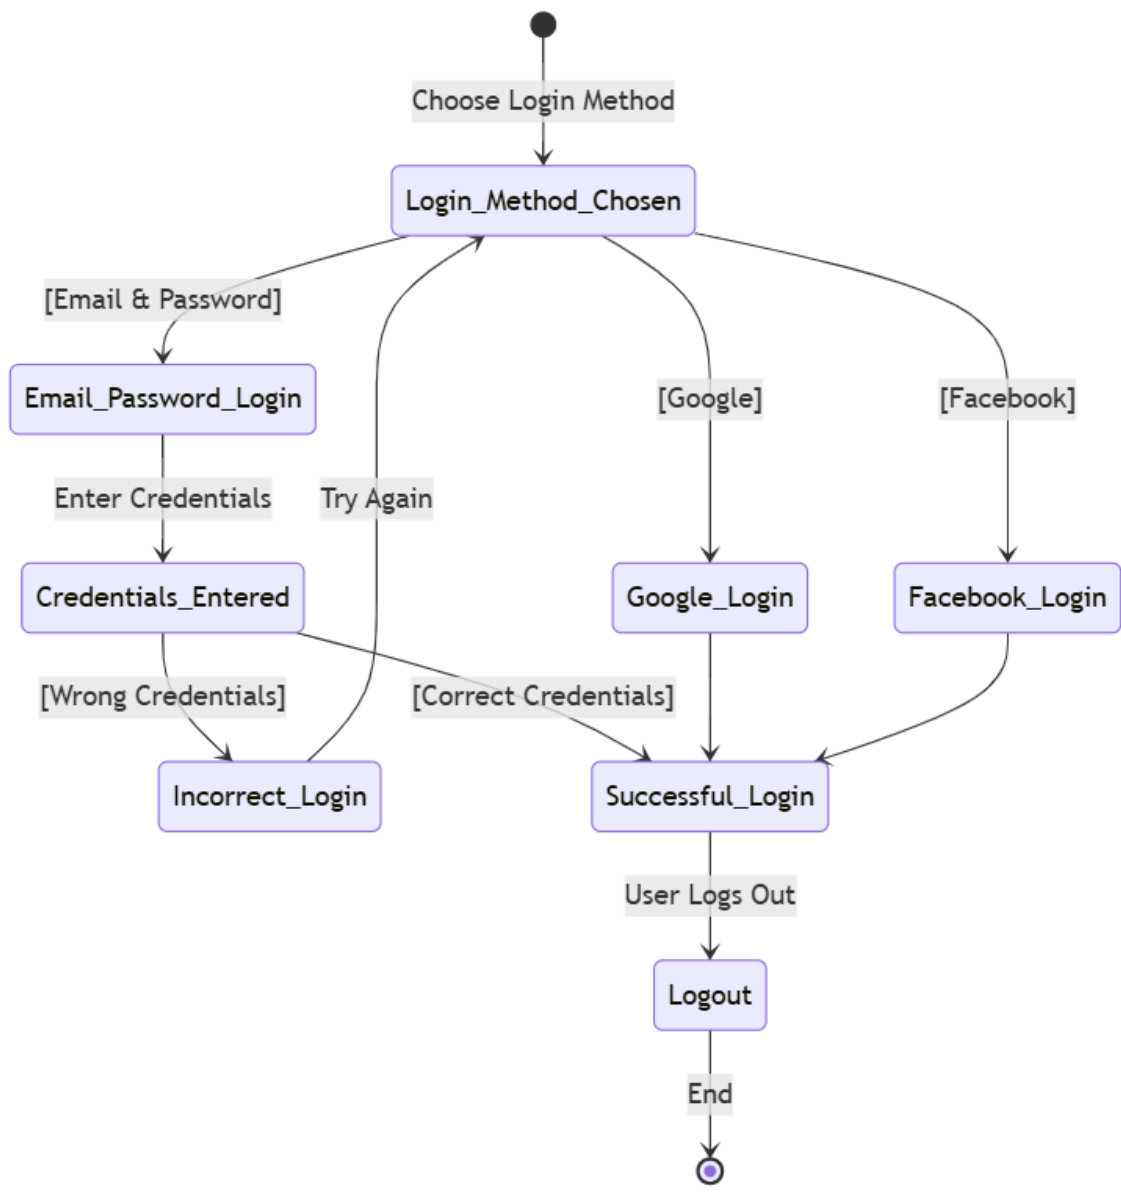 Choose Login Method
Login_Method_Chosen
[Email & Password]
Email_Password_Login
[Google]
[Facebook]
Enter Credentials
Try Again
Credentials_Entered
Google_Login
Facebook_Login
[Wrong Credentials]
[Correct Credentials]
Incorrect_Login
Successful_Login
User Logs Out
Logout
End